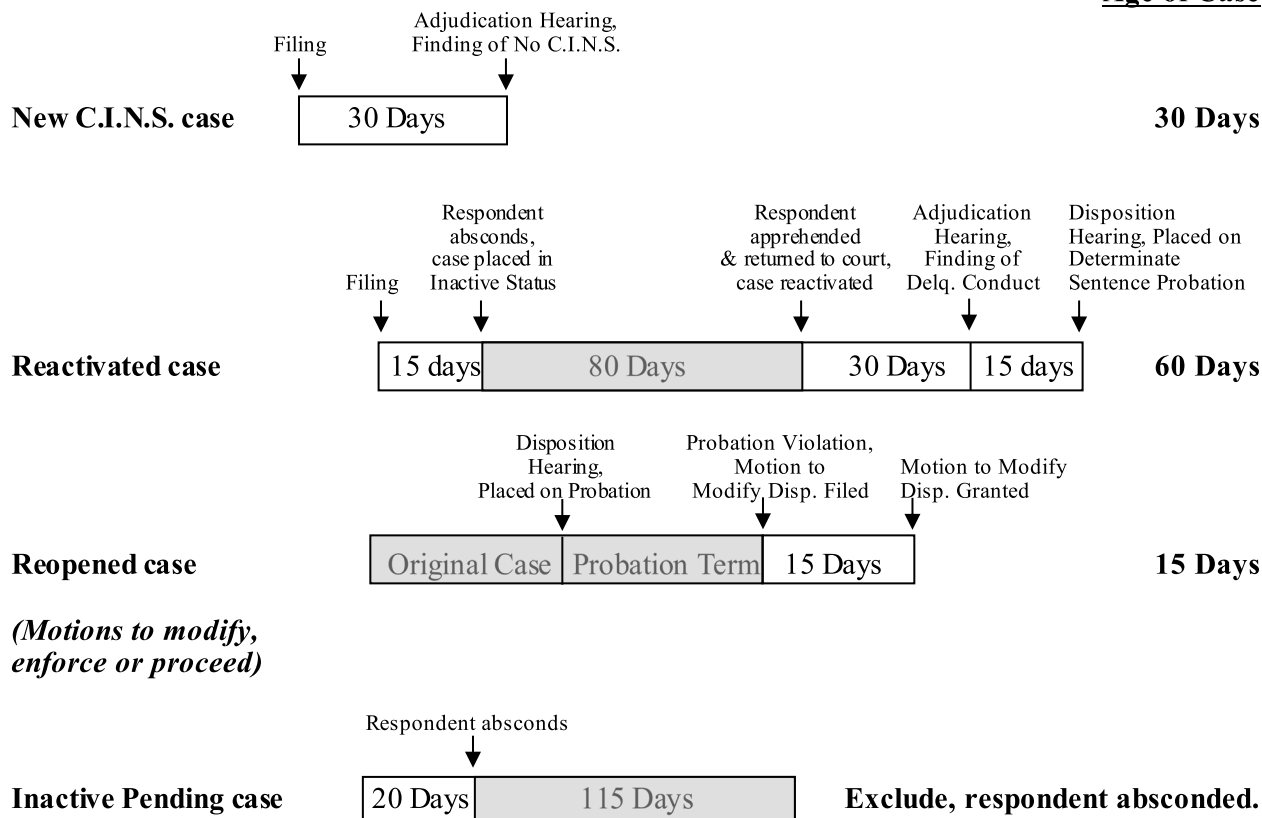 Age of Case
Adjudication Hearing,
Filing
Finding of No C.I.N.S.
New C.I.N.S. case
30 Days
30 Days
Respondent
absconds,
case placed in
Inactive Status
Filing
Respondent
apprehended
& returned to court,
case reactivated
Adjudication
Hearing,
Finding of
Delq. Conduct
Disposition
Hearing, Placed on
Determinate
Sentence Probation
Reactivated case
15 days
80 Days
30 Days
15 days
60 Days
Disposition
Hearing,
Placed on Probation
Probation Violation,
Motion to
Modify Disp. Filed
Motion to Modify
Disp. Granted
Reopened case
Original Case
Probation Term
15 Days
15 Days
(Motions to modify,
enforce or proceed)
Respondent absconds
Inactive Pending case
20 Days
115 Days
Exclude, respondent absconded.